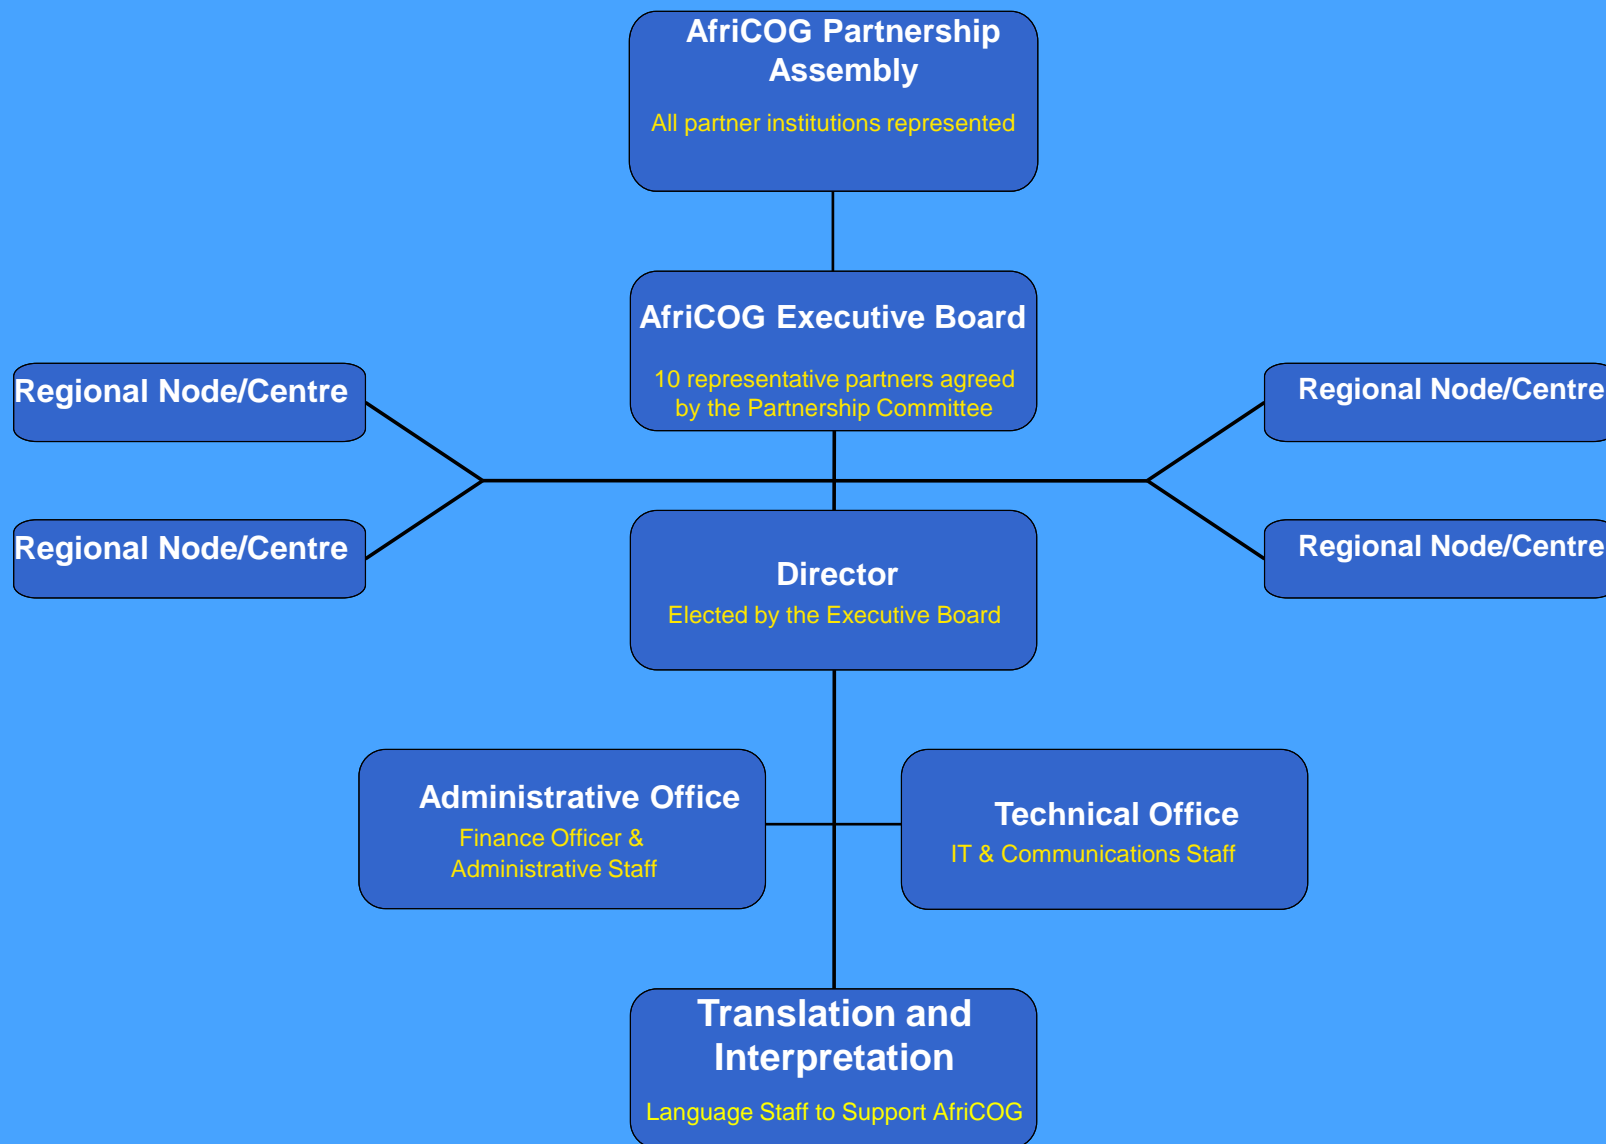 AfriCOG Partnership
Assembly
All partner institutions represented
AfriCOG Executive Board
10 representative partners agreed
by the Partnership Committee
Regional Node/Centre
Regional Node/Centre
Regional Node/Centre
Regional Node/Centre
Director
Elected by the Executive Board
Administrative Office
Finance Officer &
Administrative Staff
Technical Office
IT & Communications Staff
Translation and
Interpretation
Language Staff to Support AfriCOG